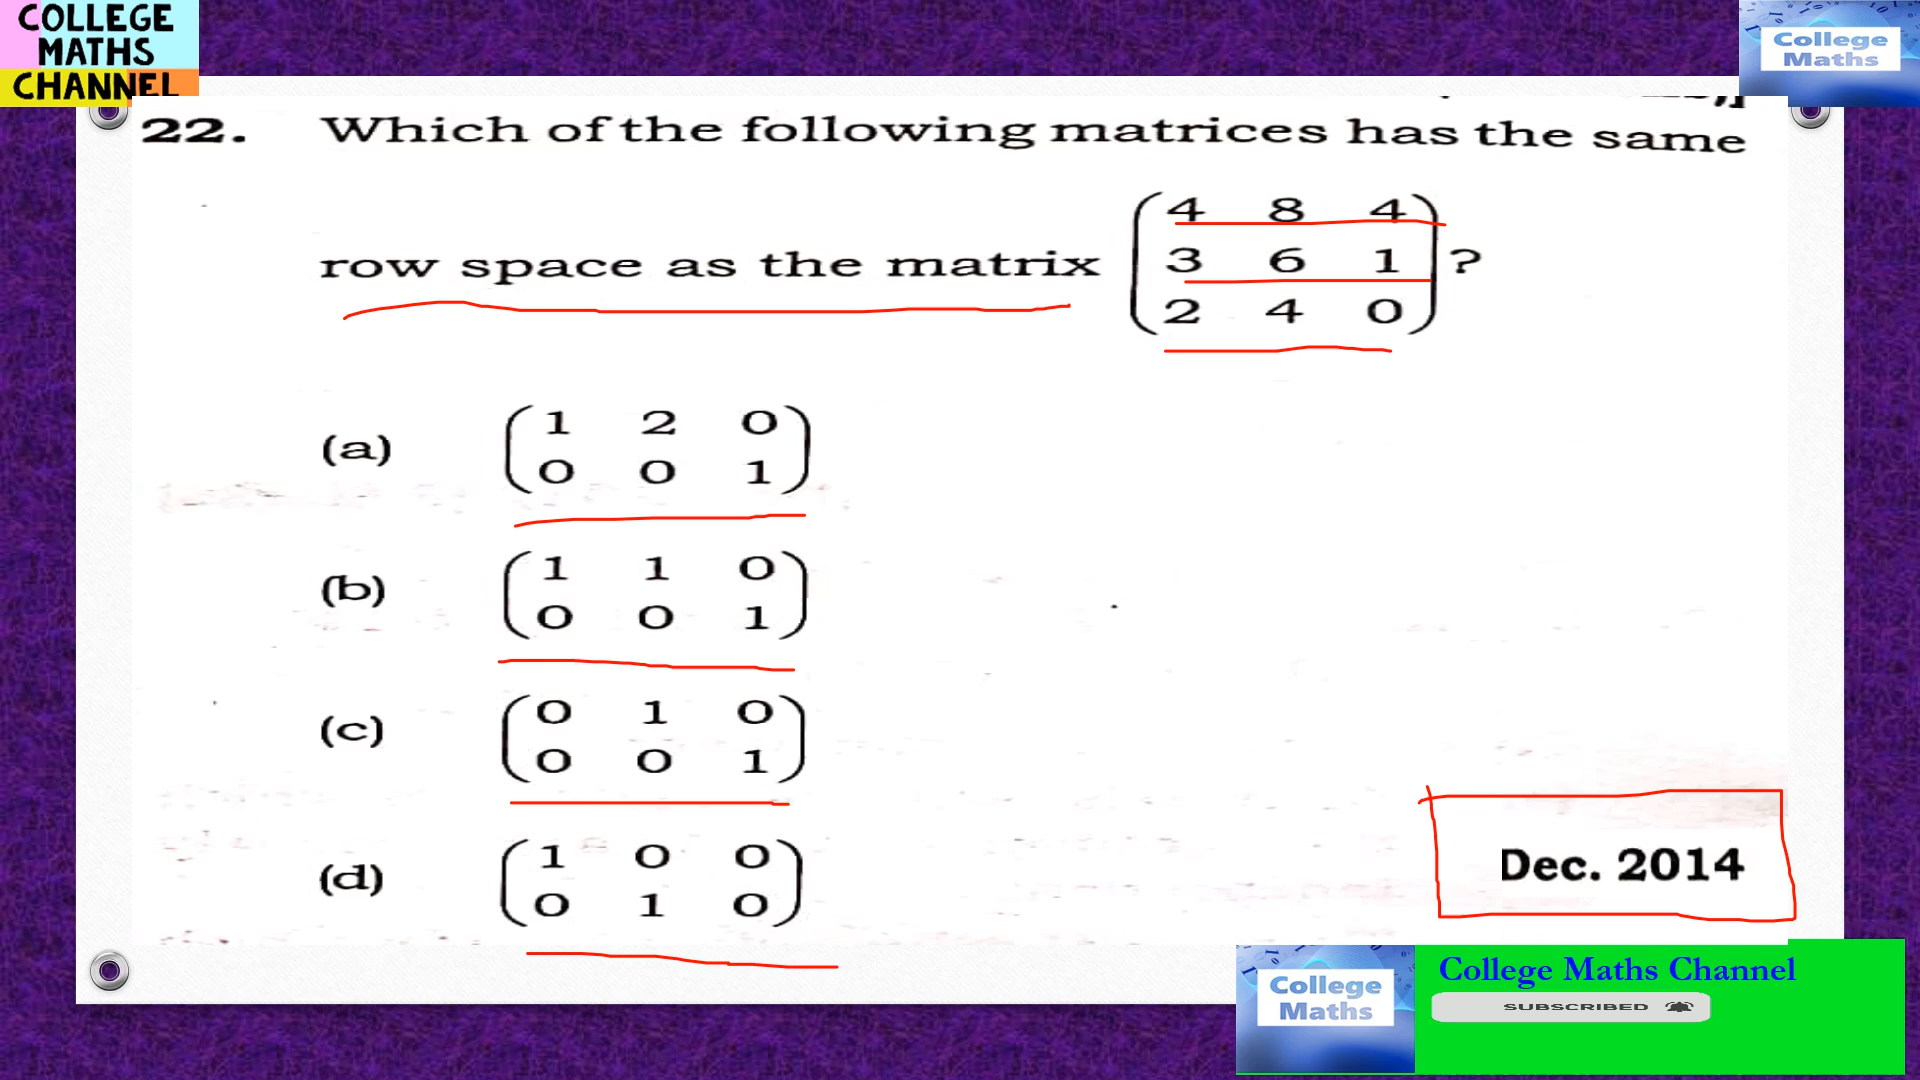 COLLEGE
MATHS
CHANNEL
College
Maths
22. Which of the following matrices has the same
4 8 4
row space as the matrix 3 6 1 ?
2 4 0
(a) 1 2 0
0 0 1
(b) 1 1 0
0 0 1
(c) 0 1 0
0 0 1
(d) 1 0 0
0 1 0
Dec. 2014
College
Maths
College Maths Channel
SUBSCRIBED